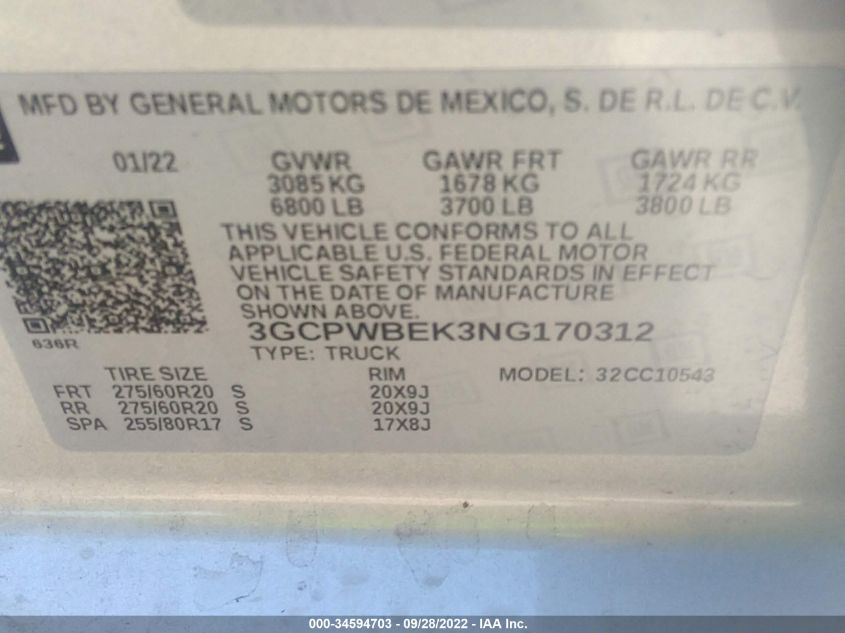 MFD BY GENERAL MOTORS DE MEXICO, S. DE R.L. DE C.V.
01/22 GVWR GAWR FRT GAWR RR
3085 KG 1678 KG 1724 KG
6800 LB 3700 LB 3800 LB
THIS VEHICLE CONFORMS TO ALL
APPLICABLE U.S. FEDERAL MOTOR
VEHICLE SAFETY STANDARDS IN EFFECT
ON THE DATE OF MANUFACTURE
SHOWN ABOVE.
636R
3GCPWBEK3NG170312
TYPE: TRUCK
TIRE SIZE RIM MODEL: 32CC10543
FRT 275/60R20 S 20X9J
RR 275/60R20 S 20X9J
SPA 255/80R17 S 17X8J
000-34594703 - 09/28/2022 - IAA Inc.